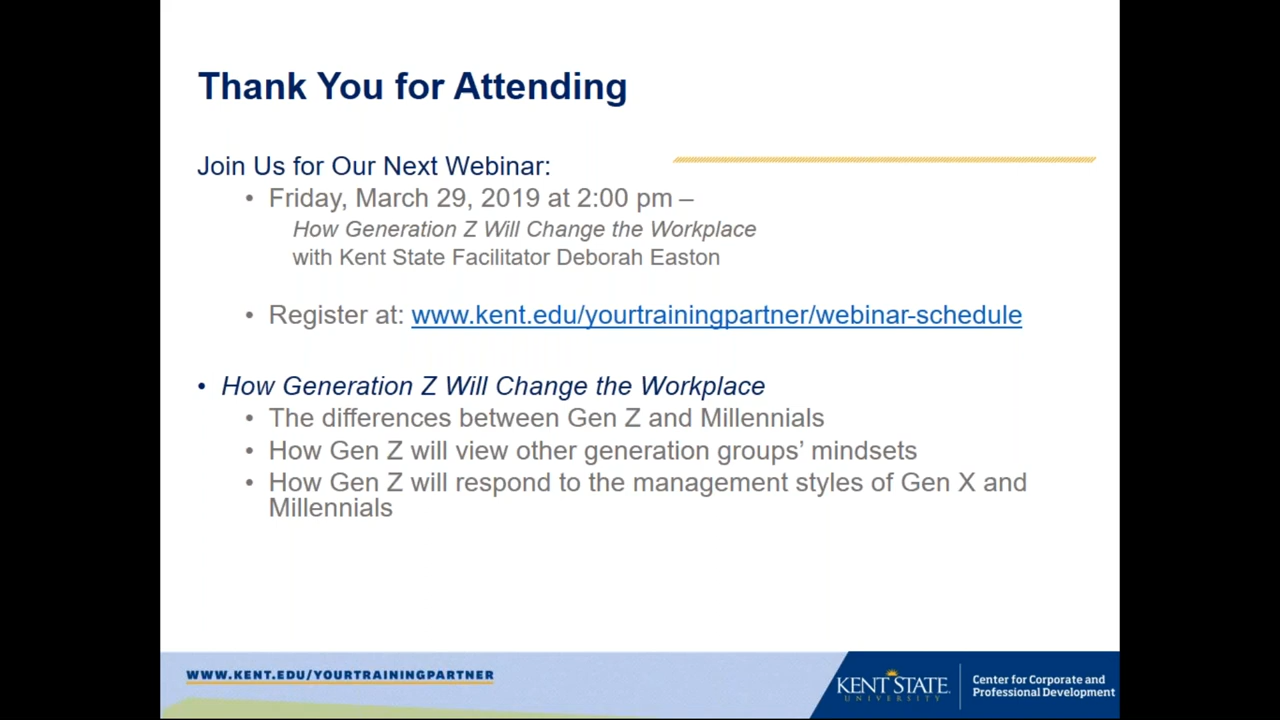 Thank You for Attending
Join Us for Our Next Webinar:
• Friday, March 29, 2019 at 2:00 pm –
How Generation Z Will Change the Workplace
with Kent State Facilitator Deborah Easton
• Register at: www.kent.edu/yourtrainingpartner/webinar-schedule
• How Generation Z Will Change the Workplace
• The differences between Gen Z and Millennials
• How Gen Z will view other generation groups’ mindsets
• How Gen Z will respond to the management styles of Gen X and
Millennials
WWW.KENT.EDU/YOURTRAININGPARTNER
KENT STATE
UNIVERSITY
Center for Corporate and
Professional Development